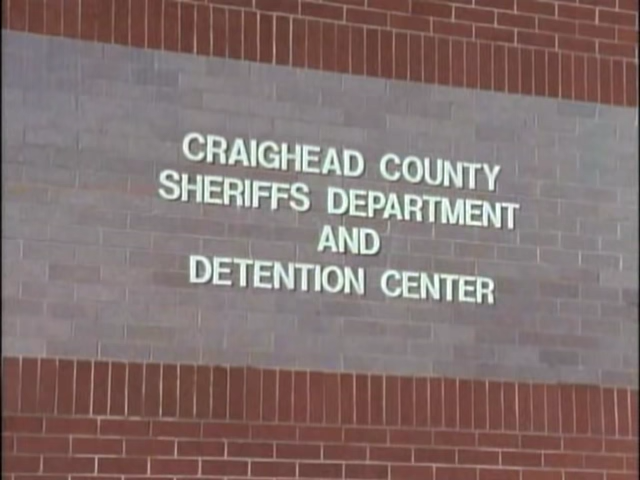 CRAIGHEAD COUNTY
SHERIFFS DEPARTMENT
AND
DETENTION CENTER